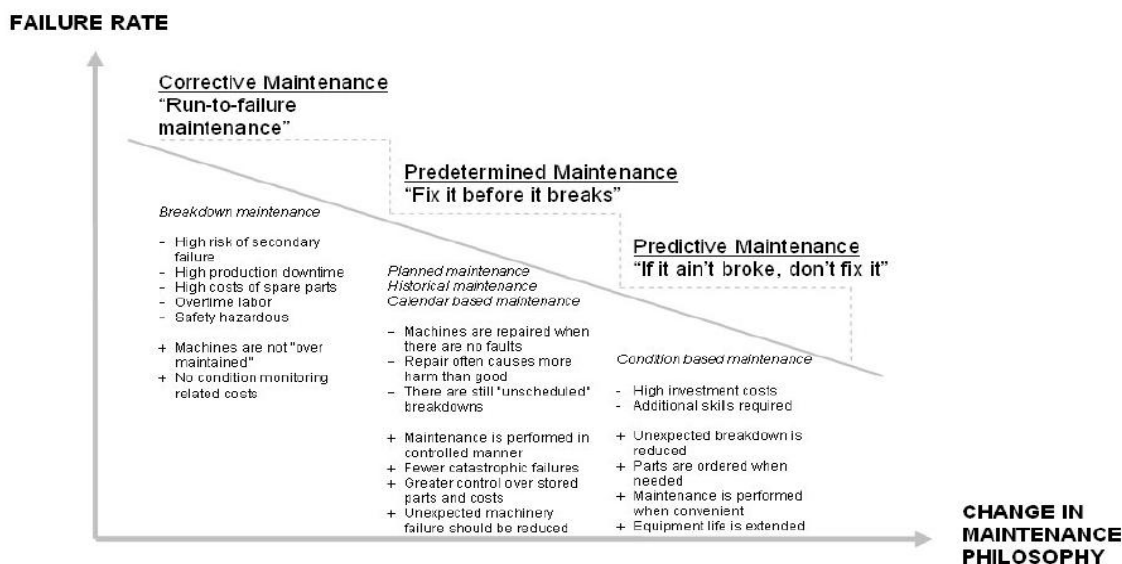 FAILURE RATE
Corrective Maintenance
“Run-to-failure
maintenance”
Predetermined Maintenance
“Fix it before it breaks”
Predictive Maintenance
“If it ain’t broke, don’t fix it”
Breakdown maintenance
- High risk of secondary
failure
- High production downtime
- High costs of spare parts
- Overtime labor
- Safety hazardous
+ Machines are not "over
maintained"
+ No condition monitoring
related costs
Planned maintenance
Historical maintenance
Calendar based maintenance
– Machines are repaired when
there are no faults
– Repair often causes more
harm than good
– There are still "unscheduled"
breakdowns
+ Maintenance is performed in
controlled manner
+ Fewer catastrophic failures
+ Greater control over stored
parts and costs
+ Unexpected machinery
failure should be reduced
Condition based maintenance
- High investment costs
- Additional skills required
+ Unexpected breakdown is
reduced
+ Parts are ordered when
needed
+ Maintenance is performed
when convenient
+ Equipment life is extended
CHANGE IN
MAINTENANCE
PHILOSOPHY